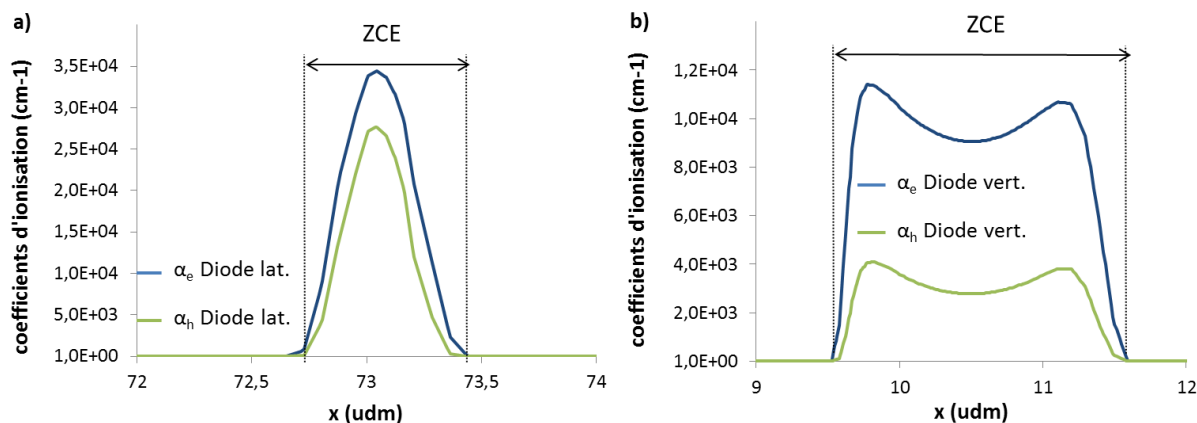 a)
ZCE
coefficients d'ionisation (cm-1)
3,5E+04
3,0E+04
2,5E+04
2,0E+04
1,5E+04
1,0E+04
5,0E+03
1,0E+00
αe Diode lat.
αh Diode lat.
72
72,5
73
73,5
74
x (udm)
b)
ZCE
coefficients d'ionisation (cm-1)
1,2E+04
1,0E+04
8,0E+03
6,0E+03
4,0E+03
2,0E+03
1,0E+00
αe Diode vert.
αh Diode vert.
9
10
11
12
x (udm)